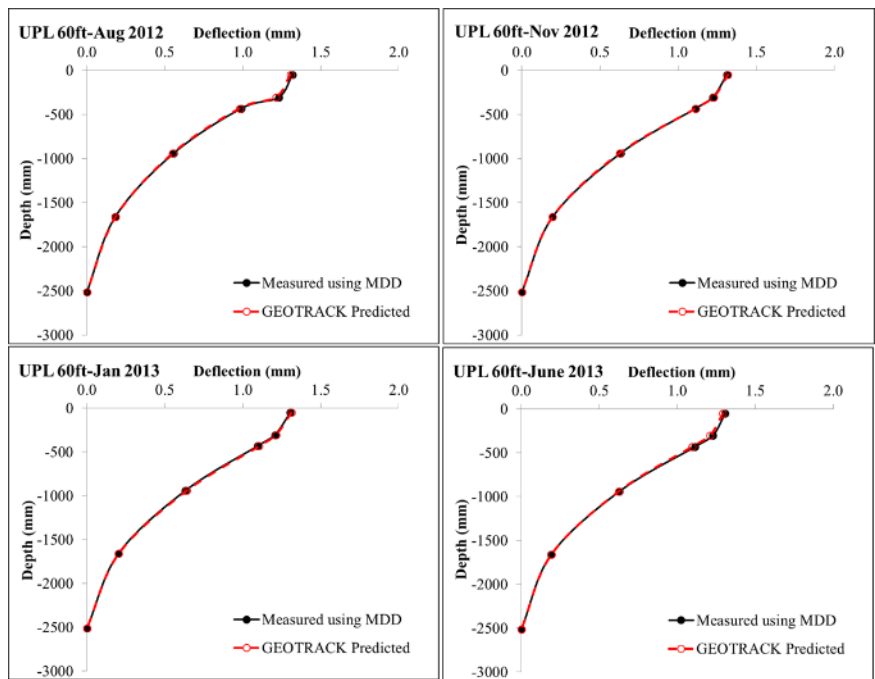 UPL 60ft-Aug 2012
Deflection (mm)
0.0 0.5 1.0 1.5 2.0
0
-500
-1000
-1500
-2000
-2500
-3000
Depth (mm)
Measured using MDD
GEOTRACK Predicted
UPL 60ft-Nov 2012
Deflection (mm)
0.0 0.5 1.0 1.5 2.0
0
-500
-1000
-1500
-2000
-2500
-3000
Depth (mm)
Measured using MDD
GEOTRACK Predicted
UPL 60ft-Jan 2013
Deflection (mm)
0.0 0.5 1.0 1.5 2.0
0
-500
-1000
-1500
-2000
-2500
-3000
Depth (mm)
Measured using MDD
GEOTRACK Predicted
UPL 60ft-June 2013
Deflection (mm)
0.0 0.5 1.0 1.5 2.0
0
-500
-1000
-1500
-2000
-2500
-3000
Depth (mm)
Measured using MDD
GEOTRACK Predicted